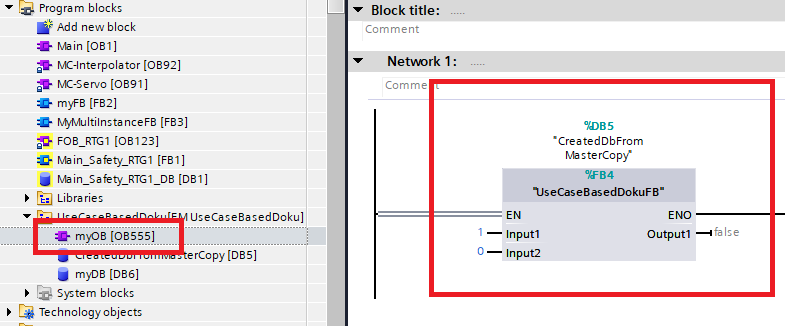 Program blocks
Add new block
Main [OB1]
MC-Interpolator [OB92]
MC-Servo [OB91]
myFB [FB2]
MyMultiInstanceFB [FB3]
FOB_RTG1 [OB123]
Main_Safety_RTG1 [FB1]
Main_Safety_RTG1_DB [DB1]
Libraries
UseCaseBasedDoku[EM UseCaseBasedDoku]
myOB [OB555]
CreatedDbFromMasterCopy [DB5]
myDB [DB6]
System blocks
Technology objects
Block title: .....
Comment
Network 1: .....
Comment
%DB5
"CreatedDbFrom
MasterCopy"
%FB4
"UseCaseBasedDokuFB"
EN ENO
1 Input1 Output1 false
0 Input2